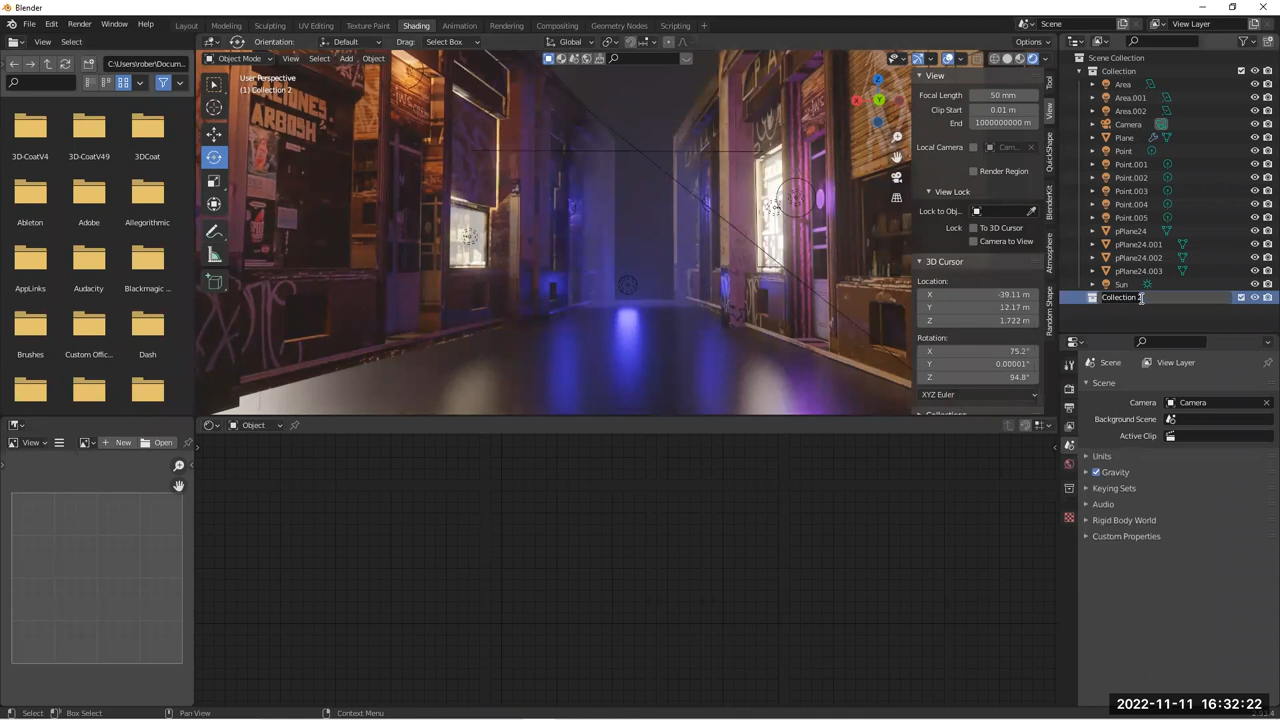 Blender
File Edit Render Window Help
Layout Modeling Sculpting UV Editing Texture Paint Shading Animation Rendering Compositing Geometry Nodes Scripting +
Scene View Layer
View Select
Orientation: Default Drag: Select Box Global Options
C:\Users\rober\Docum...
Object Mode View Select Add Object
User Perspective
(1) Collection 2
3D-CoatV4 3D-CoatV49 3DCoat
Ableton Adobe Allegorithmic
AppLinks Audacity Blackmagic ...
Brushes Custom Offic... Dash
View
Focal Length 50 mm
Clip Start 0.01 m
End 1000000000 m
Local Camera Cam...
Render Region
View Lock
Lock to Obj...
Lock To 3D Cursor
Camera to View
3D Cursor
Location:
X -39.11 m
Y 12.17 m
Z 1.722 m
Rotation:
X 75.2°
Y 0.00001°
Z 94.8°
XYZ Euler
Tool
View
QuickShape
BlenderKit
Atmosphere
Random Shape
Scene Collection
Collection
Area
Area.001
Area.002
Camera
Plane
Point
Point.001
Point.002
Point.003
Point.004
Point.005
pPlane24
pPlane24.001
pPlane24.002
pPlane24.003
Sun
Collection 2
Scene View Layer
Scene
Camera Camera
Background Scene
Active Clip
Units
Gravity
Keying Sets
Audio
Rigid Body World
Custom Properties
View New Open
Object
Select Box Select Pan View Context Menu
2022-11-11 16:32:22